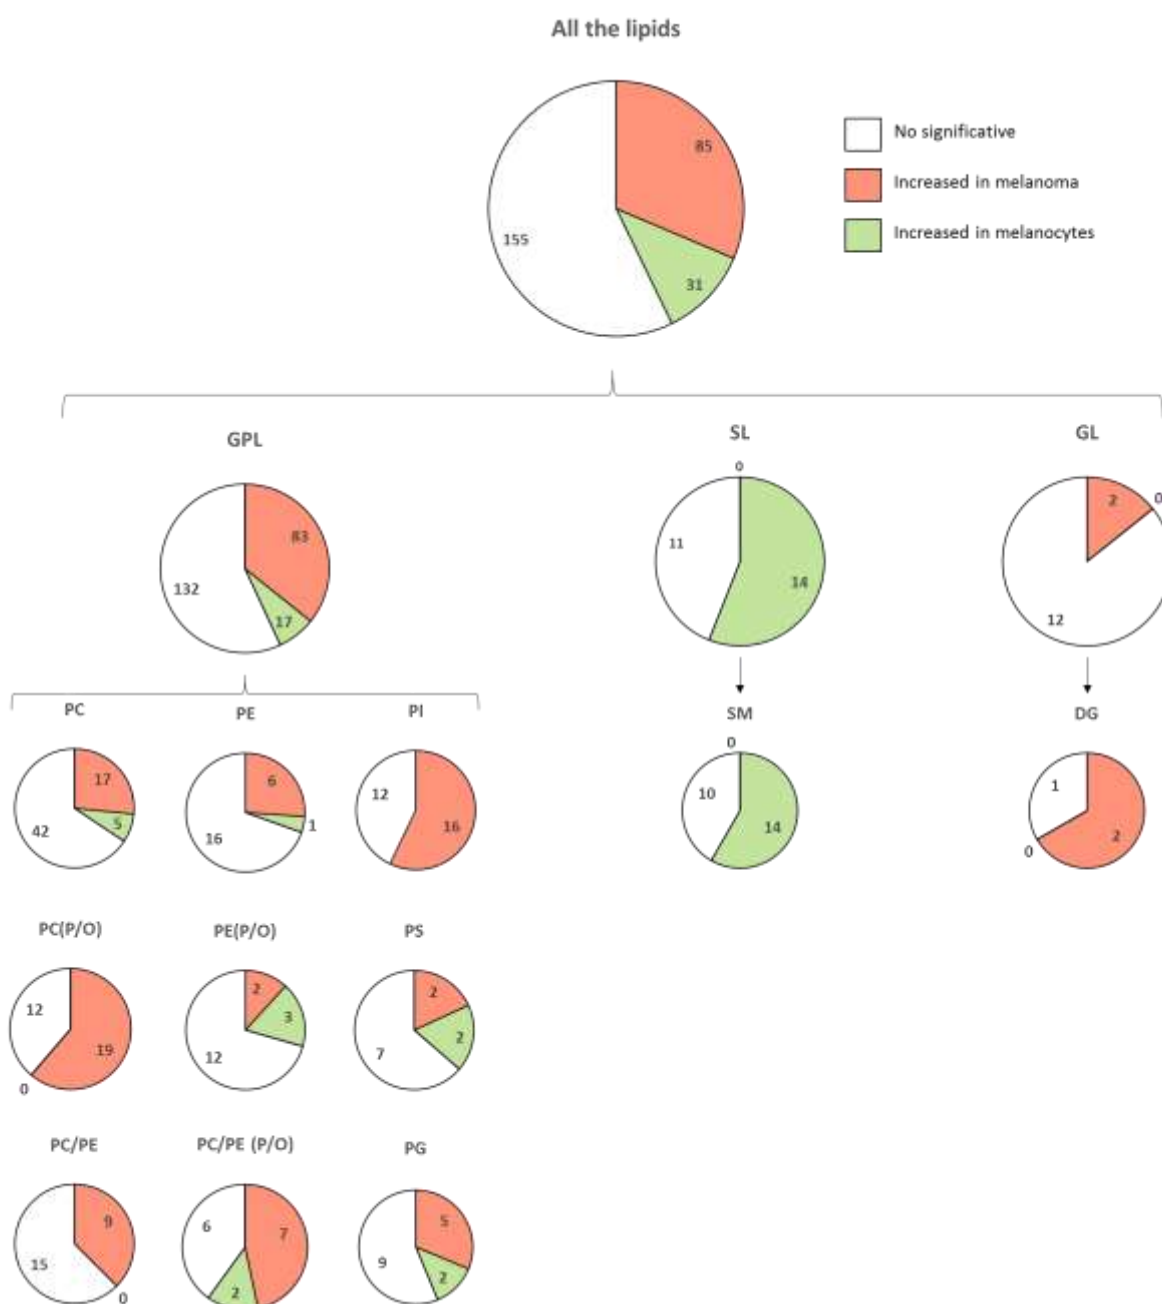 All the lipids
85
155
31
No significative
Increased in melanoma
Increased in melanocytes
GPL
83
132
17
SL
0
11
14
GL
2
0
12
PC
17
5
42
PE
6
1
16
PI
12
16
SM
0
10
14
DG
1
2
0
PC(P/O)
12
19
0
PE(P/O)
2
3
12
PS
2
2
7
PC/PE
9
15
0
PC/PE (P/O)
6
7
2
PG
5
9
2